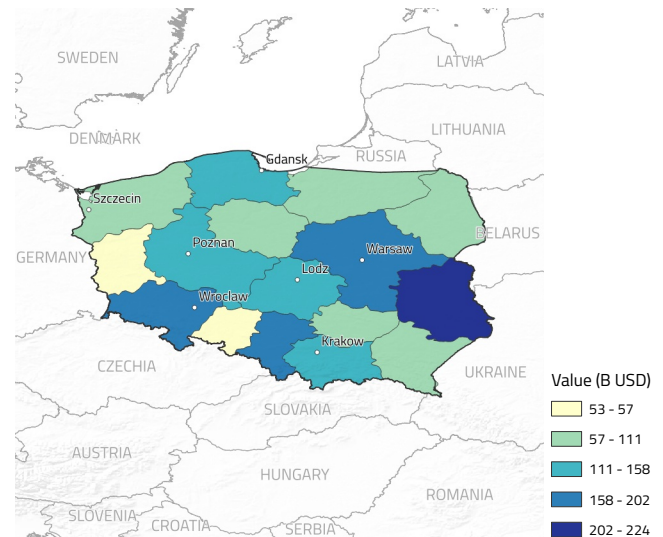 SWEDEN
LATVIA
LITHUANIA
DENMARK
RUSSIA
Gdansk
Szczecin
BELARUS
GERMANY
Poznan
Warsaw
Lodz
Wroclaw
Krakow
CZECHIA
UKRAINE
SLOVAKIA
AUSTRIA
HUNGARY
ROMANIA
SLOVENIA
CROATIA
SERBIA
Value (B USD)
53 - 57
57 - 111
111 - 158
158 - 202
202 - 224